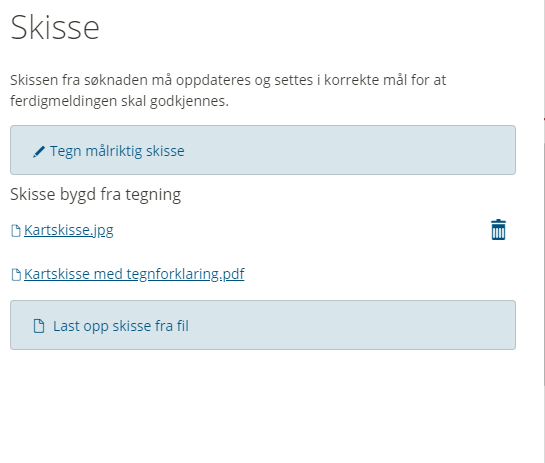 Skisse
Skissen fra søknaden må oppdateres og settes i korrekte mål for at
ferdigmeldingen skal godkjennes.
Tegn målriktig skisse
Skisse bygd fra tegning
Kartskisse.jpg
Kartskisse med tegnforklaring.pdf
Last opp skisse fra fil